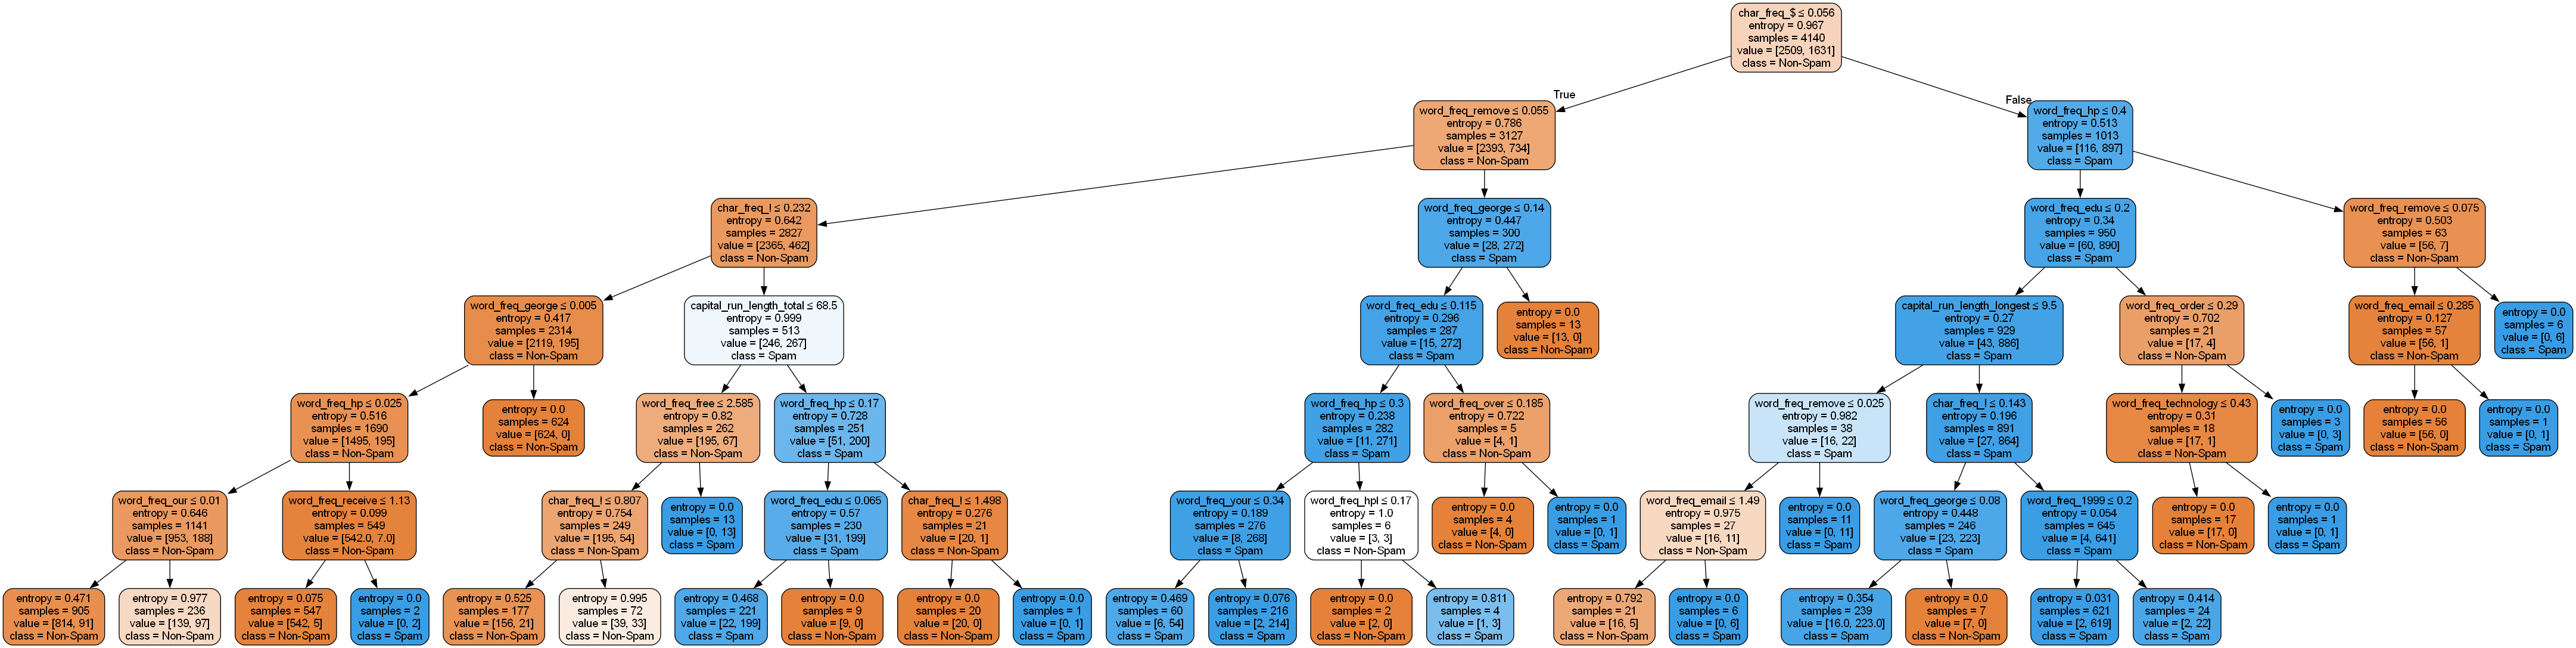 char_freq_$ ≤ 0.056
entropy = 0.967
samples = 4140
value = [2509, 1631]
class = Non-Spam
True
False
word_freq_remove ≤ 0.055
entropy = 0.786
samples = 3127
value = [2393, 734]
class = Non-Spam
word_freq_hp ≤ 0.4
entropy = 0.513
samples = 1013
value = [116, 897]
class = Spam
char_freq_! ≤ 0.232
entropy = 0.642
samples = 2827
value = [2365, 462]
class = Non-Spam
word_freq_george ≤ 0.14
entropy = 0.447
samples = 300
value = [28, 272]
class = Spam
word_freq_edu ≤ 0.2
entropy = 0.34
samples = 950
value = [60, 890]
class = Spam
word_freq_remove ≤ 0.075
entropy = 0.503
samples = 63
value = [56, 7]
class = Non-Spam
word_freq_george ≤ 0.005
entropy = 0.417
samples = 2314
value = [2119, 195]
class = Non-Spam
capital_run_length_total ≤ 68.5
entropy = 0.999
samples = 513
value = [246, 267]
class = Spam
word_freq_edu ≤ 0.115
entropy = 0.296
samples = 287
value = [15, 272]
class = Spam
entropy = 0.0
samples = 13
value = [13, 0]
class = Non-Spam
capital_run_length_longest ≤ 9.5
entropy = 0.27
samples = 929
value = [43, 886]
class = Spam
word_freq_order ≤ 0.29
entropy = 0.702
samples = 21
value = [17, 4]
class = Non-Spam
word_freq_email ≤ 0.285
entropy = 0.127
samples = 57
value = [56, 1]
class = Non-Spam
entropy = 0.0
samples = 6
value = [0, 6]
class = Spam
word_freq_hp ≤ 0.025
entropy = 0.516
samples = 1690
value = [1495, 195]
class = Non-Spam
entropy = 0.0
samples = 624
value = [624, 0]
class = Non-Spam
word_freq_free ≤ 2.585
entropy = 0.82
samples = 262
value = [195, 67]
class = Non-Spam
word_freq_hp ≤ 0.17
entropy = 0.728
samples = 251
value = [51, 200]
class = Spam
word_freq_hp ≤ 0.3
entropy = 0.238
samples = 282
value = [11, 271]
class = Spam
word_freq_over ≤ 0.185
entropy = 0.722
samples = 5
value = [4, 1]
class = Non-Spam
word_freq_remove ≤ 0.025
entropy = 0.982
samples = 38
value = [16, 22]
class = Spam
char_freq_! ≤ 0.143
entropy = 0.196
samples = 891
value = [27, 864]
class = Spam
word_freq_technology ≤ 0.43
entropy = 0.31
samples = 18
value = [17, 1]
class = Non-Spam
entropy = 0.0
samples = 3
value = [0, 3]
class = Spam
entropy = 0.0
samples = 56
value = [56, 0]
class = Non-Spam
entropy = 0.0
samples = 1
value = [0, 1]
class = Spam
word_freq_our ≤ 0.01
entropy = 0.646
samples = 1141
value = [953, 188]
class = Non-Spam
word_freq_receive ≤ 1.13
entropy = 0.099
samples = 549
value = [542.0, 7.0]
class = Non-Spam
char_freq_! ≤ 0.807
entropy = 0.754
samples = 249
value = [195, 54]
class = Non-Spam
entropy = 0.0
samples = 13
value = [0, 13]
class = Spam
word_freq_edu ≤ 0.065
entropy = 0.57
samples = 230
value = [31, 199]
class = Spam
char_freq_! ≤ 1.498
entropy = 0.276
samples = 21
value = [20, 1]
class = Non-Spam
word_freq_your ≤ 0.34
entropy = 0.189
samples = 276
value = [8, 268]
class = Spam
word_freq_hpl ≤ 0.17
entropy = 1.0
samples = 6
value = [3, 3]
class = Non-Spam
entropy = 0.0
samples = 4
value = [4, 0]
class = Non-Spam
entropy = 0.0
samples = 1
value = [0, 1]
class = Spam
word_freq_email ≤ 1.49
entropy = 0.975
samples = 27
value = [16, 11]
class = Non-Spam
entropy = 0.0
samples = 11
value = [0, 11]
class = Spam
word_freq_george ≤ 0.08
entropy = 0.448
samples = 246
value = [23, 223]
class = Spam
word_freq_1999 ≤ 0.2
entropy = 0.054
samples = 645
value = [4, 641]
class = Spam
entropy = 0.0
samples = 17
value = [17, 0]
class = Non-Spam
entropy = 0.0
samples = 1
value = [0, 1]
class = Spam
entropy = 0.471
samples = 905
value = [814, 91]
class = Non-Spam
entropy = 0.977
samples = 236
value = [139, 97]
class = Non-Spam
entropy = 0.075
samples = 547
value = [542, 5]
class = Non-Spam
entropy = 0.0
samples = 2
value = [0, 2]
class = Spam
entropy = 0.525
samples = 177
value = [156, 21]
class = Non-Spam
entropy = 0.995
samples = 72
value = [39, 33]
class = Non-Spam
entropy = 0.468
samples = 221
value = [22, 199]
class = Spam
entropy = 0.0
samples = 9
value = [9, 0]
class = Non-Spam
entropy = 0.0
samples = 20
value = [20, 0]
class = Non-Spam
entropy = 0.0
samples = 1
value = [0, 1]
class = Spam
entropy = 0.469
samples = 60
value = [6, 54]
class = Spam
entropy = 0.076
samples = 216
value = [2, 214]
class = Spam
entropy = 0.0
samples = 2
value = [2, 0]
class = Non-Spam
entropy = 0.811
samples = 4
value = [1, 3]
class = Spam
entropy = 0.792
samples = 21
value = [16, 5]
class = Non-Spam
entropy = 0.0
samples = 6
value = [0, 6]
class = Spam
entropy = 0.354
samples = 239
value = [16.0, 223.0]
class = Spam
entropy = 0.0
samples = 7
value = [7, 0]
class = Non-Spam
entropy = 0.031
samples = 621
value = [2, 619]
class = Spam
entropy = 0.414
samples = 24
value = [2, 22]
class = Spam